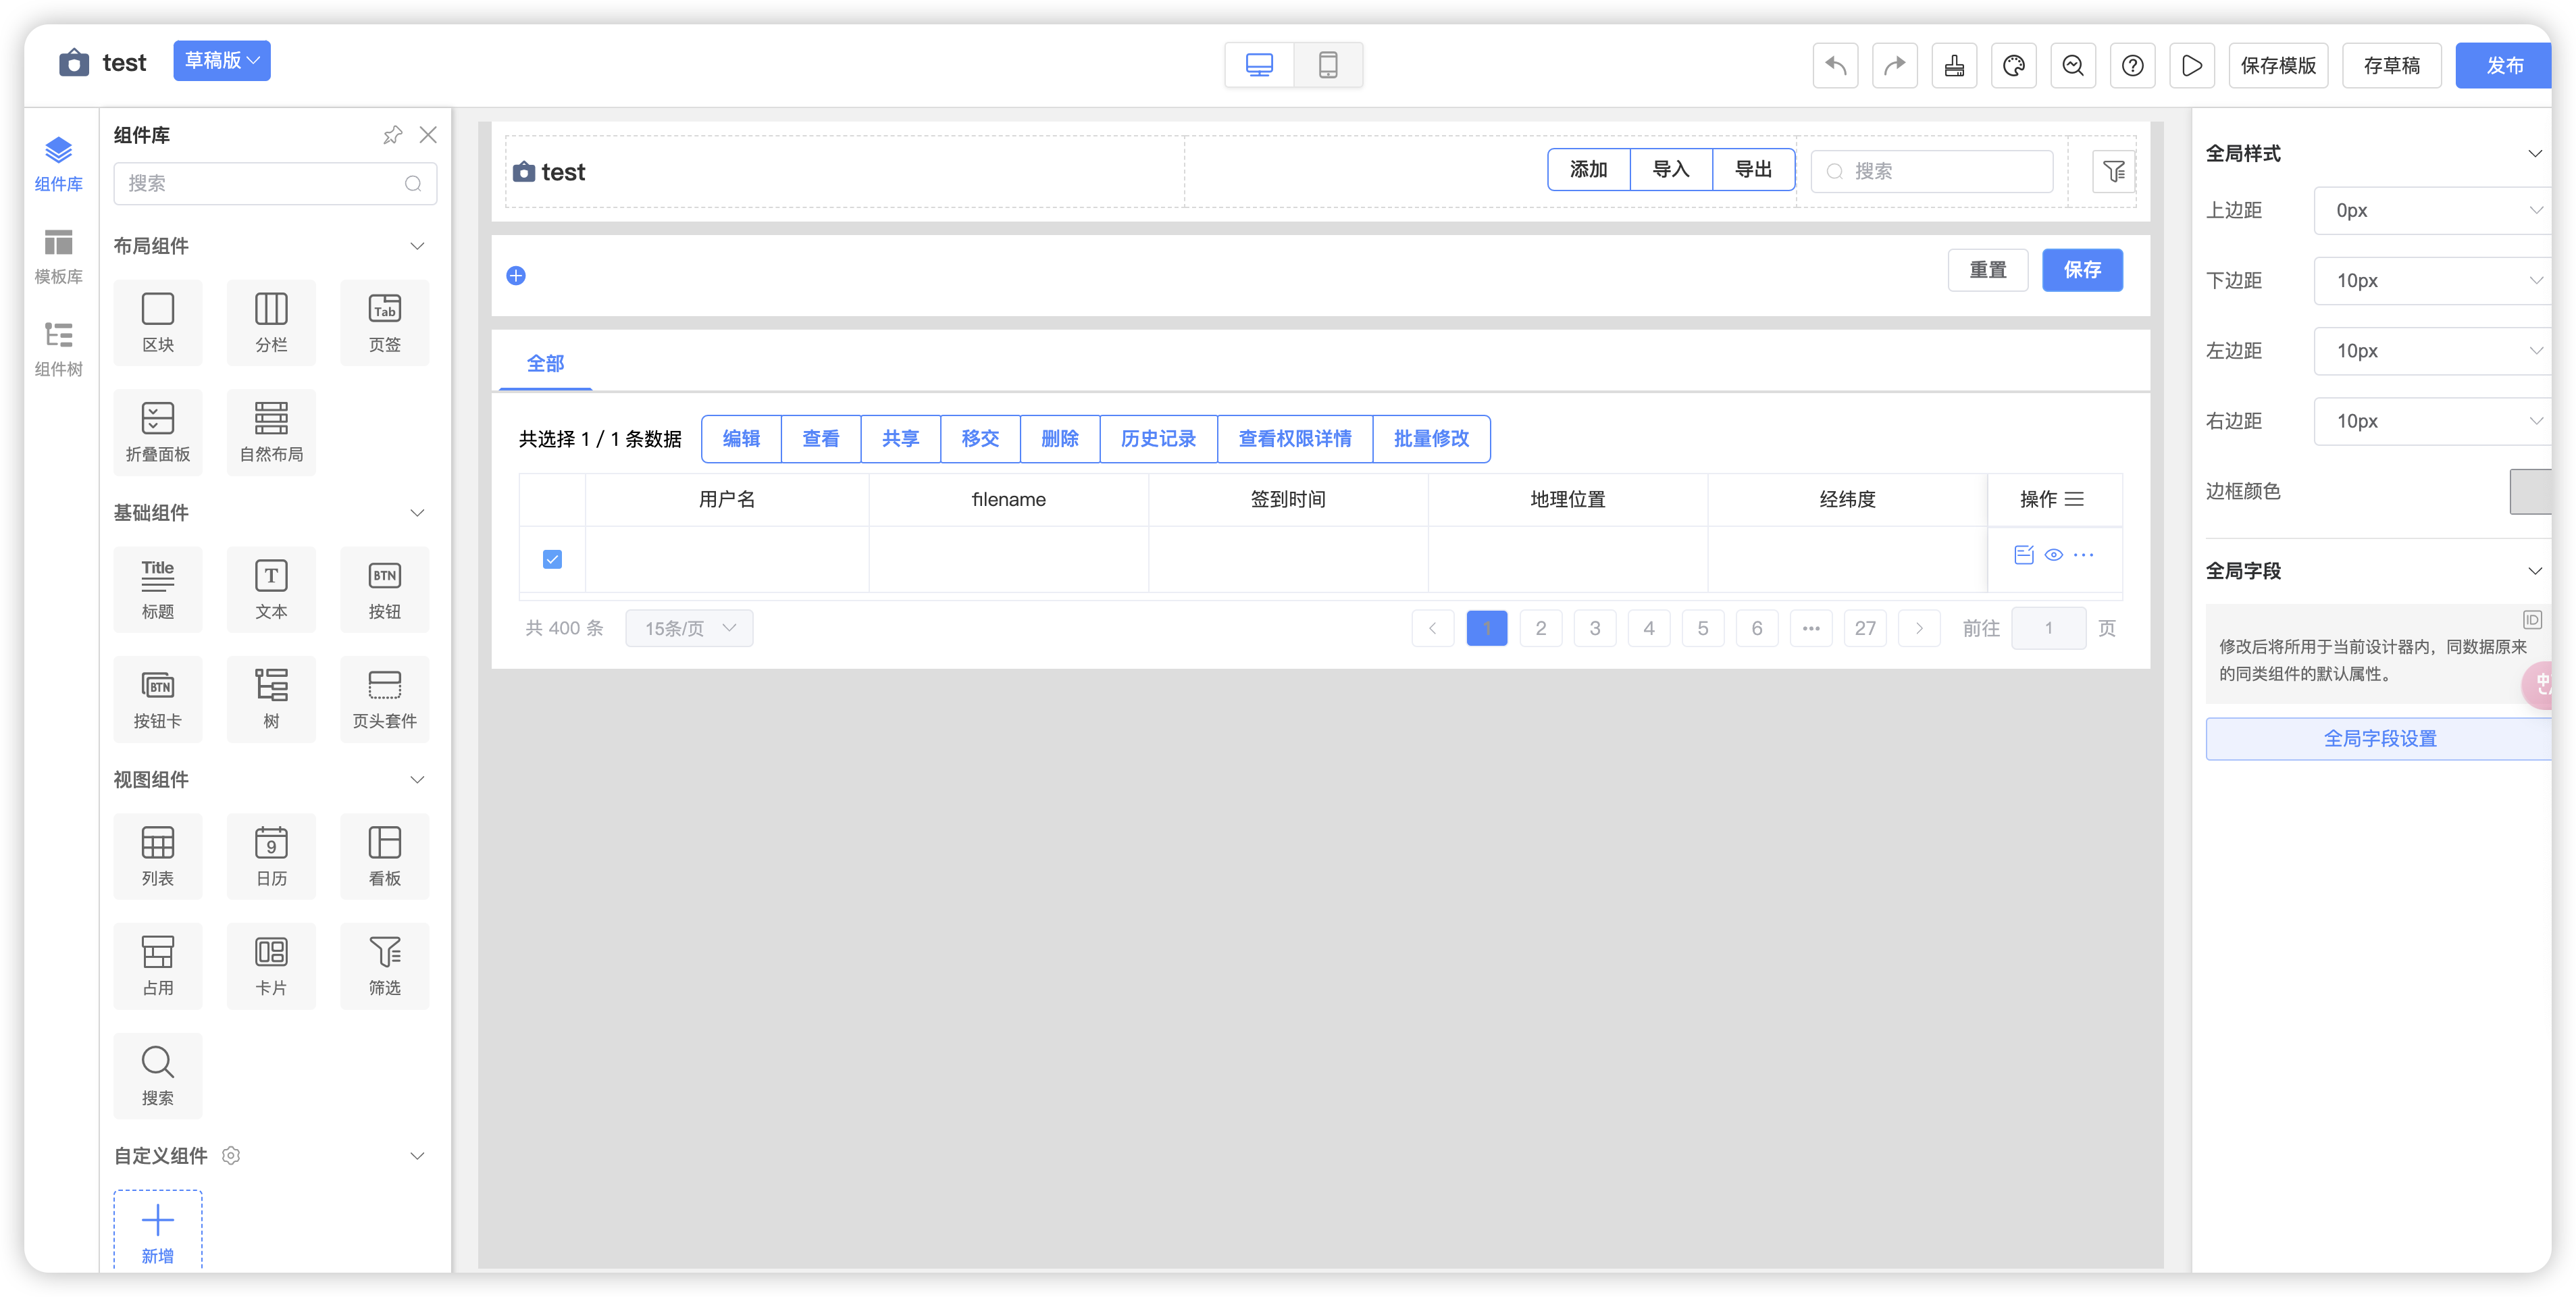 test 草稿版
保存模版 存草稿 发布
组件库
模板库
组件树
组件库
搜索
布局组件
区块 分栏 Tab 页签
折叠面板 自然布局
基础组件
Title 标题 T 文本 BTN 按钮
BTN 按钮卡 树 页头套件
视图组件
列表 9 日历 看板
占用 卡片 筛选
搜索
自定义组件
新增
test 添加 导入 导出 搜索
重置 保存
全部
共选择 1 / 1 条数据 编辑 查看 共享 移交 删除 历史记录 查看权限详情 批量修改
用户名 filename 签到时间 地理位置 经纬度 操作
共 400 条 15条/页 1 2 3 4 5 6 ••• 27 前往 1 页
全局样式
上边距 0px
下边距 10px
左边距 10px
右边距 10px
边框颜色
全局字段
ID
修改后将所用于当前设计器内，同数据原来
的同类组件的默认属性。
中
全局字段设置